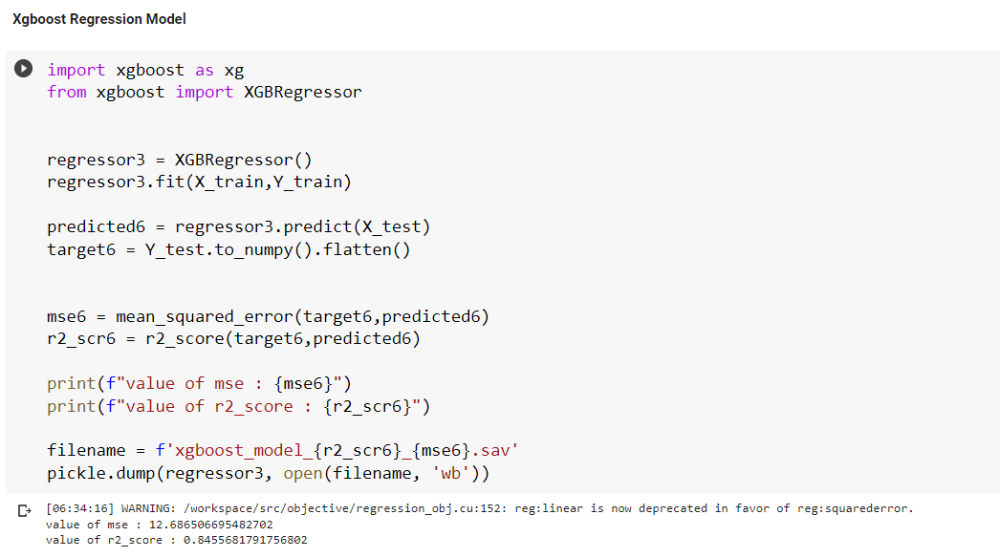 Xgboost Regression Model
import xgboost as xg
from xgboost import XGBRegressor
regressor3 = XGBRegressor()
regressor3.fit(X_train,Y_train)
predicted6 = regressor3.predict(X_test)
target6 = Y_test.to_numpy().flatten()
mse6 = mean_squared_error(target6,predicted6)
r2_scr6 = r2_score(target6,predicted6)
print(f"value of mse : {mse6}")
print(f"value of r2_score : {r2_scr6}")
filename = f'xgboost_model_{r2_scr6}_{mse6}.sav'
pickle.dump(regressor3, open(filename, 'wb'))
[06:34:16] WARNING: /workspace/src/objective/regression_obj.cu:152: reg:linear is now deprecated in favor of reg:squarederror.
value of mse : 12.686506695482702
value of r2_score : 0.8455681791756802